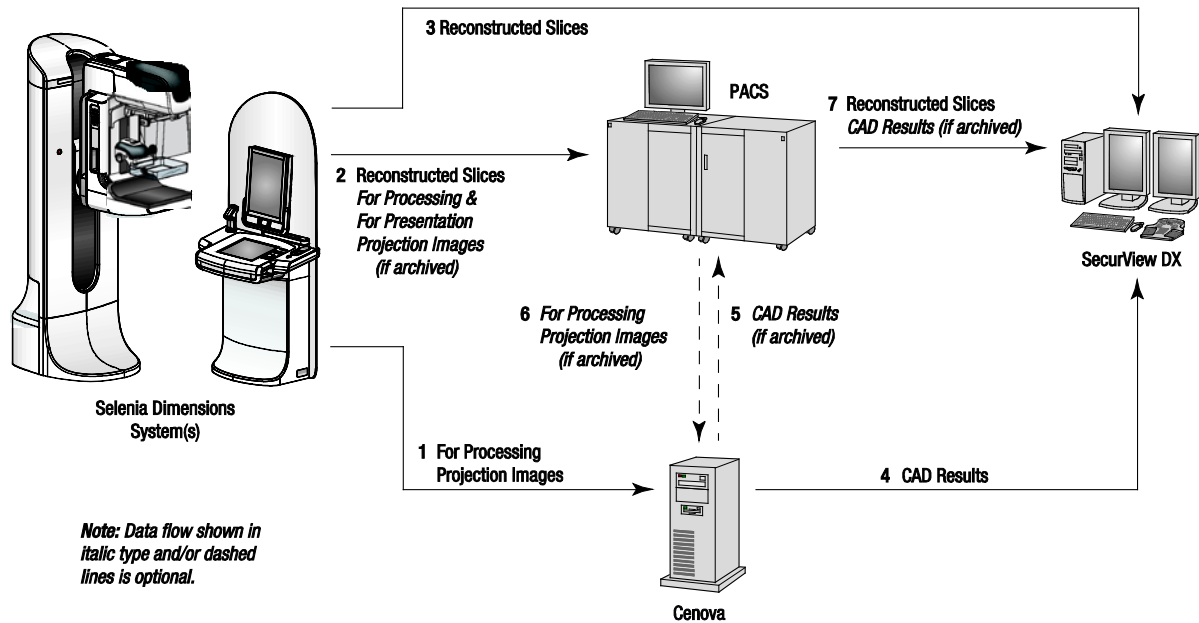 3 Reconstructed Slices
PACS
7 Reconstructed Slices
CAD Results (if archived)
2 Reconstructed Slices
For Processing &
For Presentation
Projection Images
(if archived)
SecurView DX
6 For Processing
Projection Images
(if archived)
5 CAD Results
(if archived)
Selenia Dimensions
System(s)
1 For Processing
Projection Images
4 CAD Results
Note: Data flow shown in
italic type and/or dashed
lines is optional.
Cenova